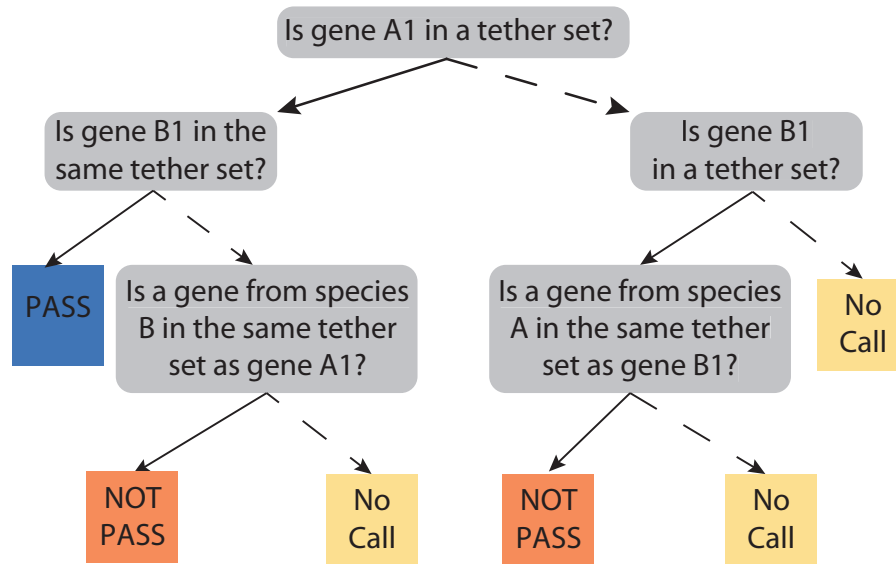 Is gene A1 in a tether set?
Is gene B1 in the
same tether set?
Is gene B1
in a tether set?
PASS
Is a gene from species
B in the same tether
set as gene A1?
Is a gene from species
A in the same tether
set as gene B1?
No
Call
NOT
PASS
No
Call
NOT
PASS
No
Call